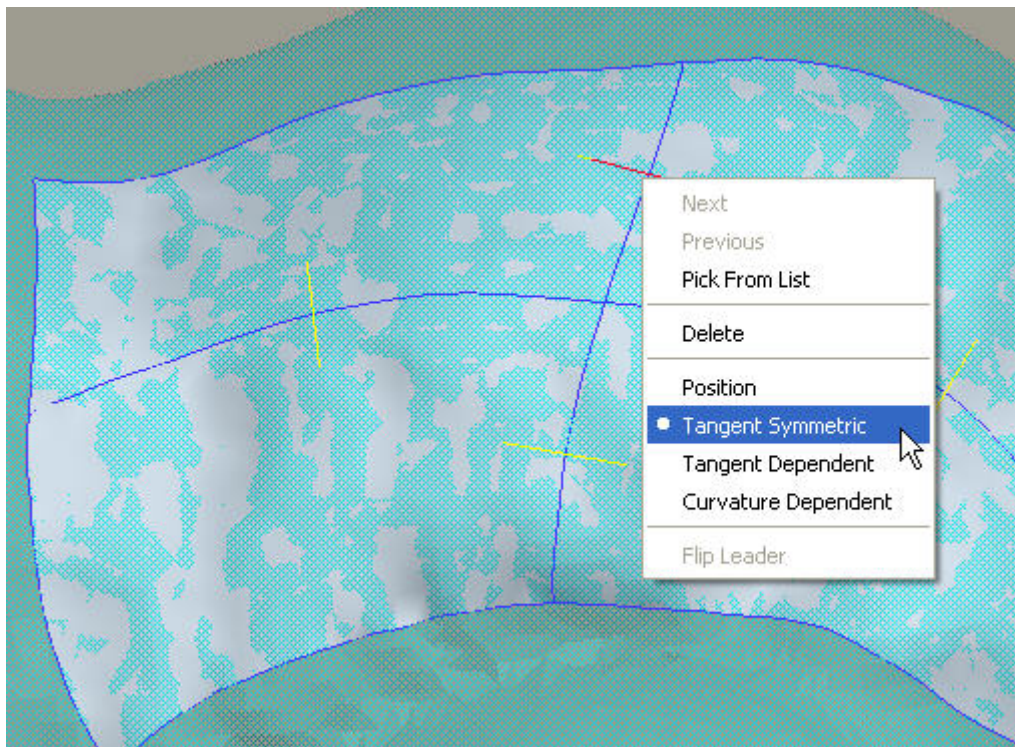 Next
Previous
Pick From List
Delete
Position
Tangent Symmetric
Tangent Dependent
Curvature Dependent
Flip Leader